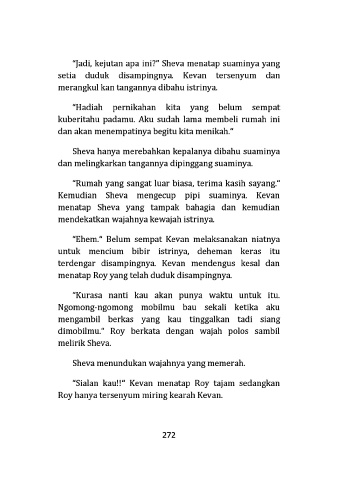 “Jadi, kejutan apa ini?” Sheva menatap suaminya yang
setia duduk disampingnya. Kevan tersenyum dan
merangkul kan tangannya dibahu istrinya.
“Hadiah pernikahan kita yang belum sempat
kuberitahu padamu. Aku sudah lama membeli rumah ini
dan akan menempatinya begitu kita menikah.”
Sheva hanya merebahkan kepalanya dibahu suaminya
dan melingkarkan tangannya dipinggang suaminya.
“Rumah yang sangat luar biasa, terima kasih sayang.”
Kemudian Sheva mengecup pipi suaminya. Kevan
menatap Sheva yang tampak bahagia dan kemudian
mendekatkan wajahnya kewajah istrinya.
“Ehem.” Belum sempat Kevan melaksanakan niatnya
untuk mencium bibir istrinya, deheman keras itu
terdengar disampingnya. Kevan mendengus kesal dan
menatap Roy yang telah duduk disampingnya.
“Kurasa nanti kau akan punya waktu untuk itu.
Ngomong-ngomong mobilmu bau sekali ketika aku
mengambil berkas yang kau tinggalkan tadi siang
dimobilmu.” Roy berkata dengan wajah polos sambil
melirik Sheva.
Sheva menundukan wajahnya yang memerah.
“Sialan kau!!” Kevan menatap Roy tajam sedangkan
Roy hanya tersenyum miring kearah Kevan.
272